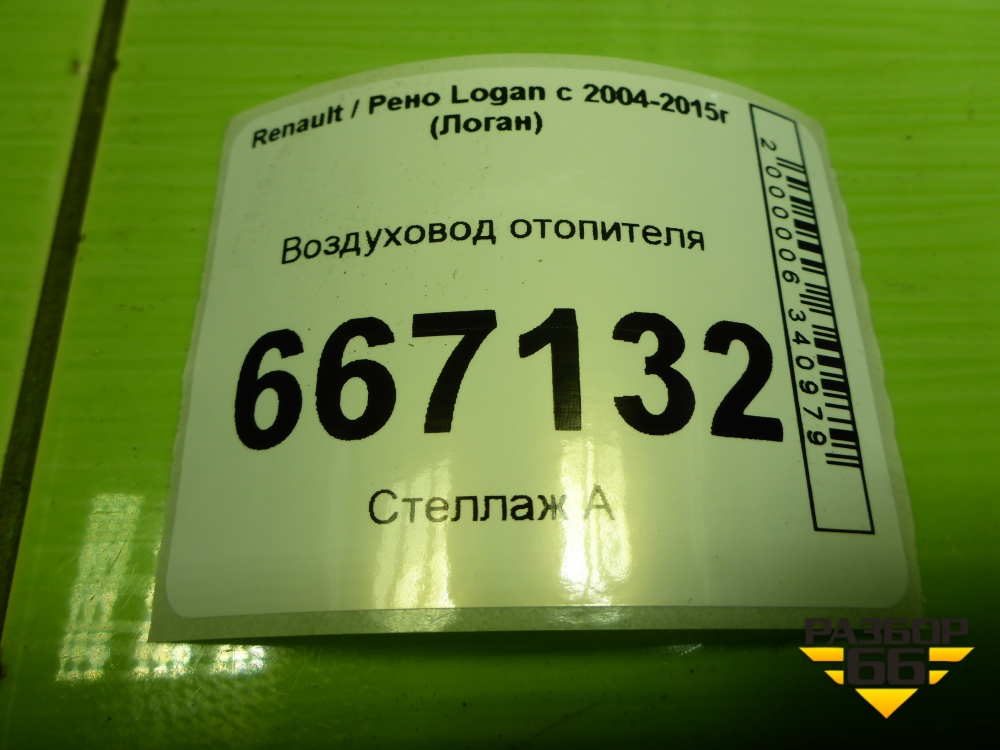 Renault / Рено Logan с 2004-2015г
(Логан)
Воздуховод отопителя
667132
Стеллаж А
2000006340979
РАЗБОР
66